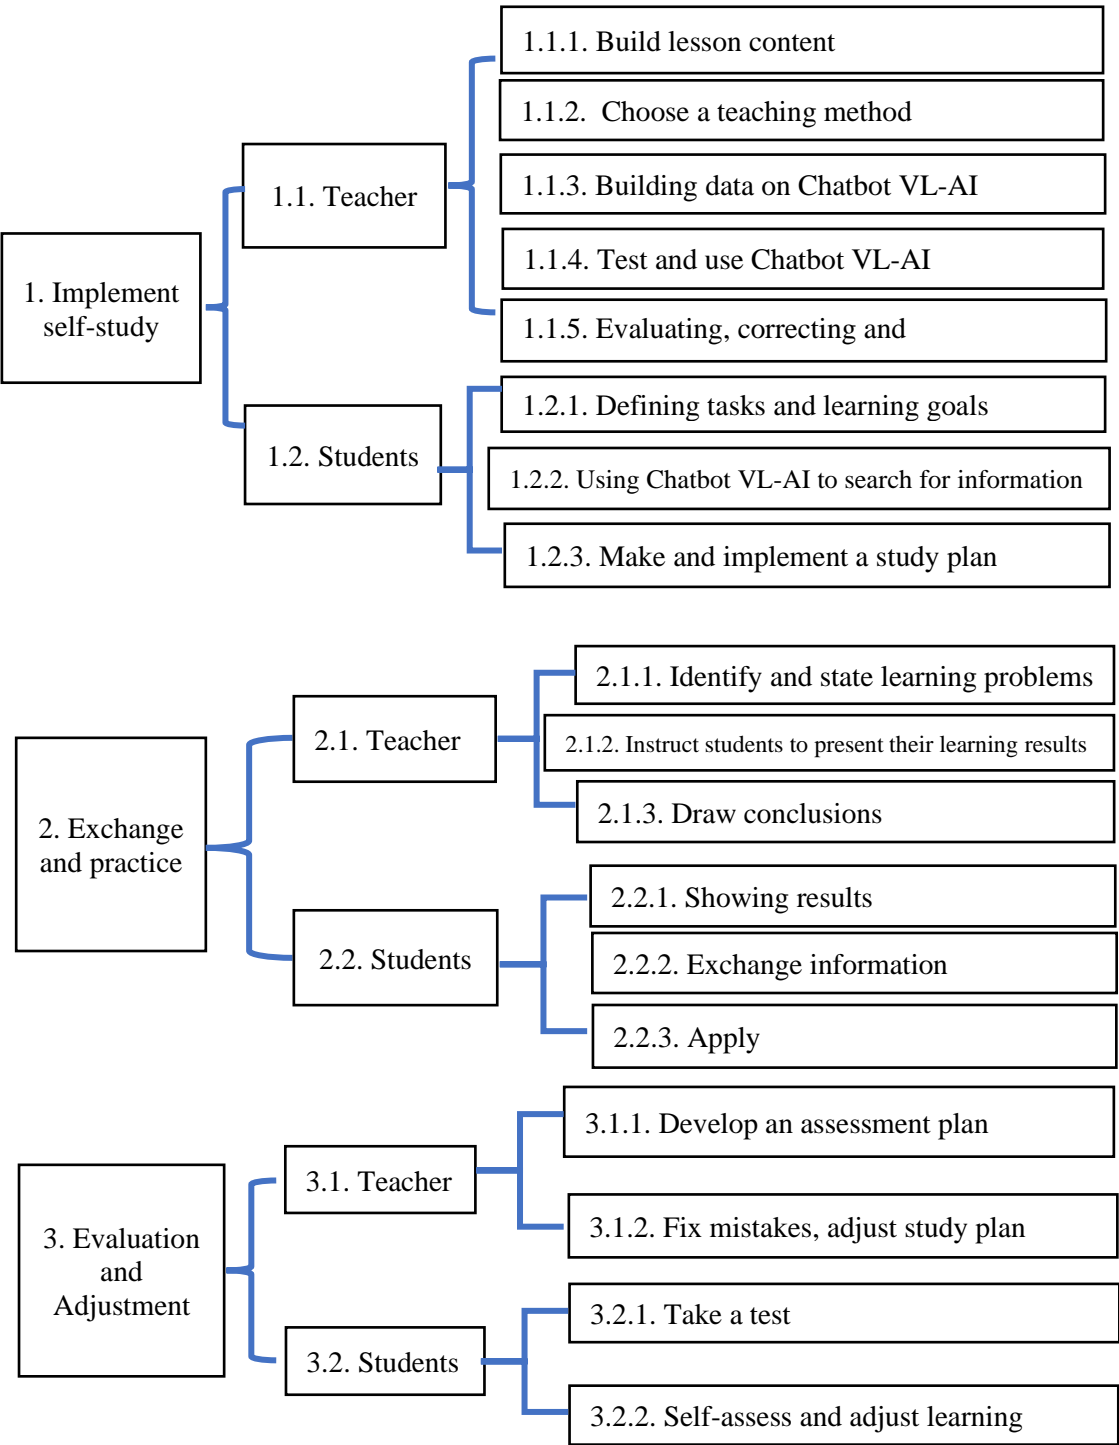 1. Implement
self-study
1.1. Teacher
1.1.1. Build lesson content
1.1.2.  Choose a teaching method
1.1.3. Building data on Chatbot VL-AI
1.1.4. Test and use Chatbot VL-AI
1.1.5. Evaluating, correcting and
1.2. Students
1.2.1. Defining tasks and learning goals
1.2.2. Using Chatbot VL-AI to search for information
1.2.3. Make and implement a study plan
2. Exchange
and practice
2.1. Teacher
2.1.1. Identify and state learning problems
2.1.2. Instruct students to present their learning results
2.1.3. Draw conclusions
2.2. Students
2.2.1. Showing results
2.2.2. Exchange information
2.2.3. Apply
3. Evaluation
and
Adjustment
3.1. Teacher
3.1.1. Develop an assessment plan
3.1.2. Fix mistakes, adjust study plan
3.2. Students
3.2.1. Take a test
3.2.2. Self-assess and adjust learning